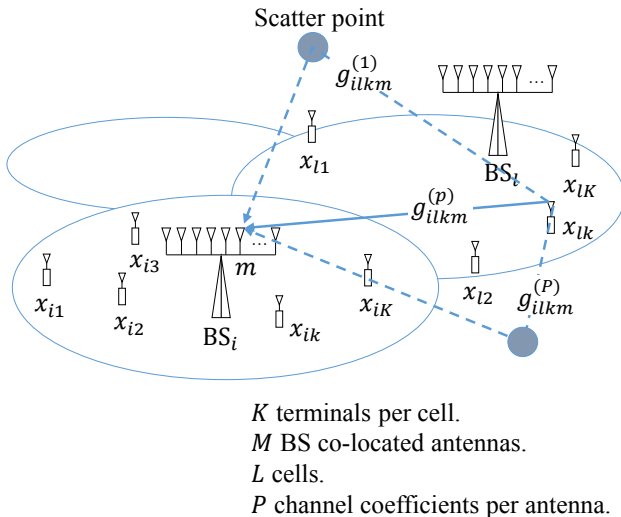 Scatter point
g_{ilkm}^{(1)}
...
x_{l1}
BS_l
x_{lK}
g_{ilkm}^{(p)}
x_{lk}
x_{i3}
...
m
x_{l2}
x_{i1}
x_{i2}
BS_i
x_{ik}
x_{iK}
g_{ilkm}^{(P)}
K terminals per cell.
M BS co-located antennas.
L cells.
P channel coefficients per antenna.